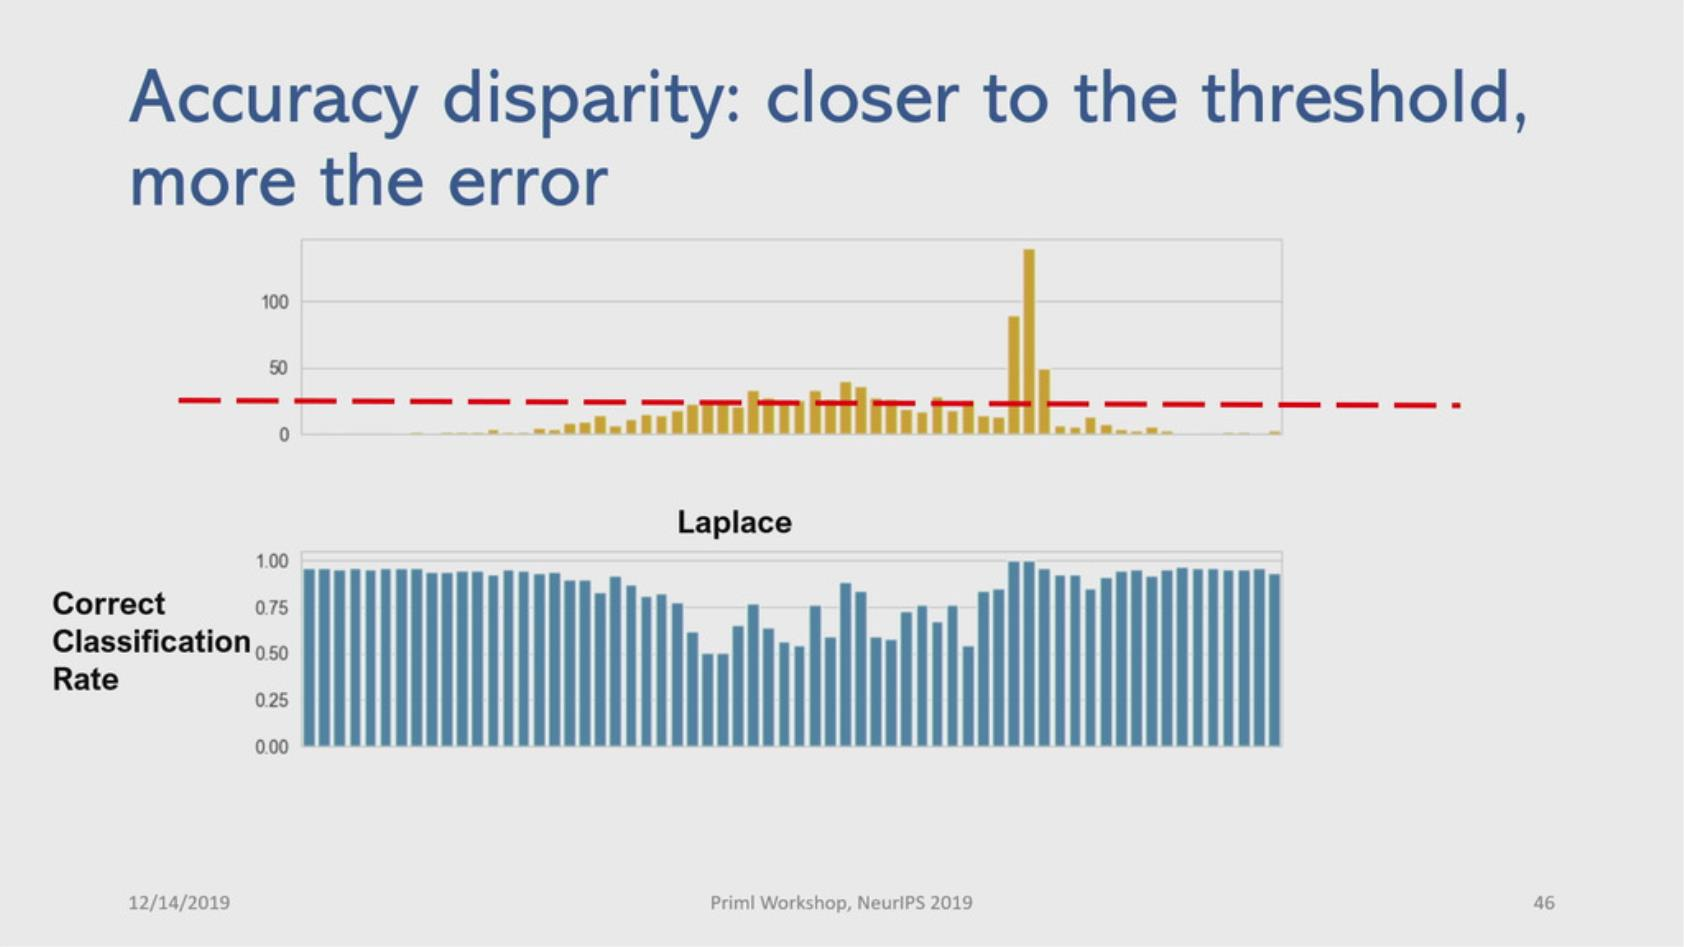 Accuracy disparity: closer to the threshold,
more the error
100
50
0
Laplace
Correct
Classification
Rate
1.00
0.75
0.50
0.25
0.00
12/14/2019
Priml Workshop, NeurIPS 2019
46